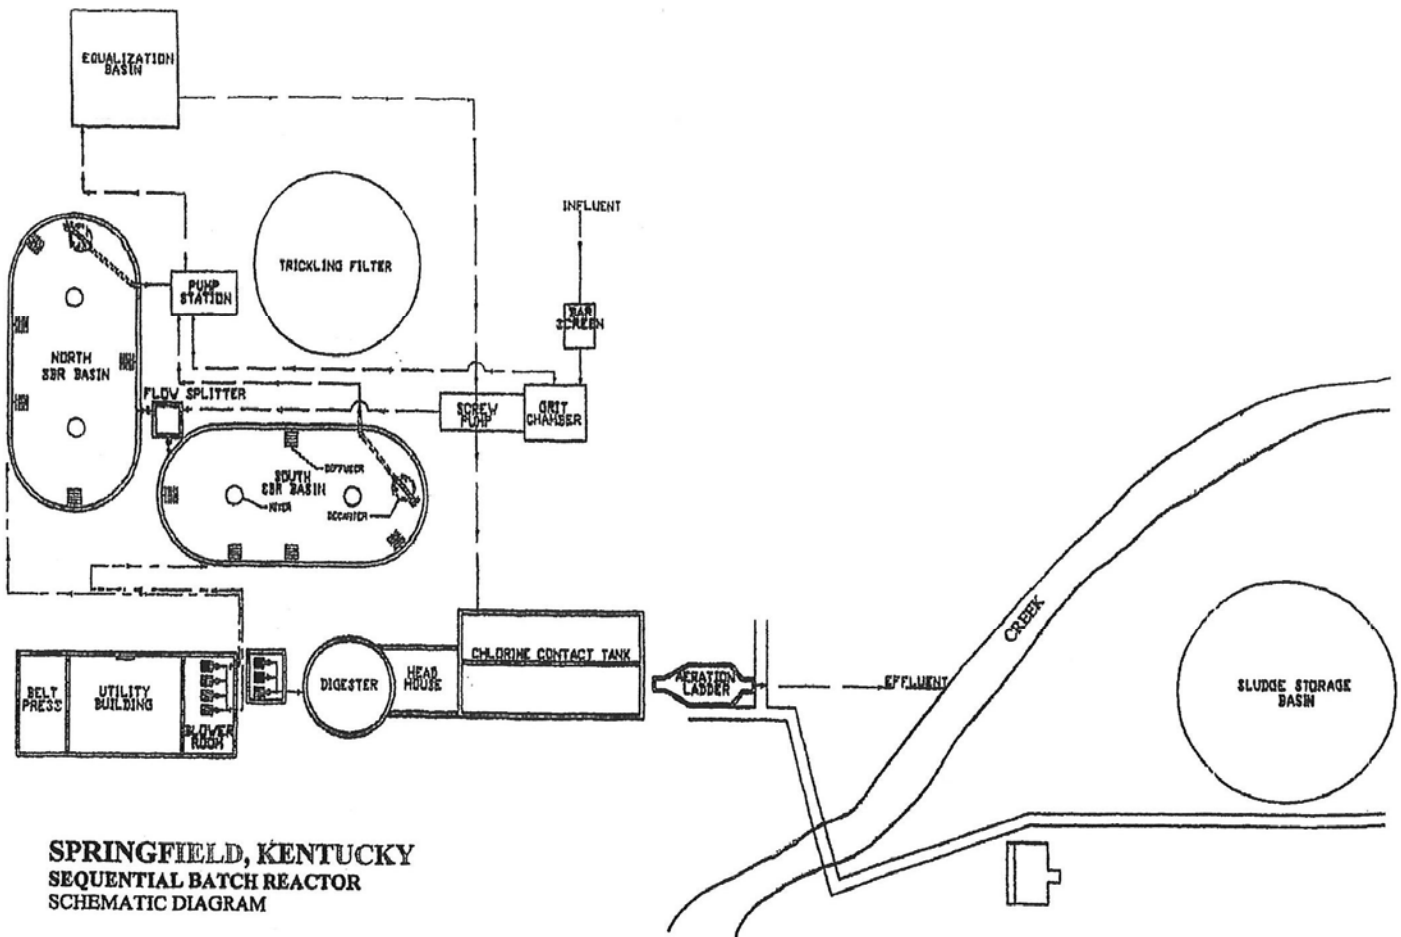 EQUALIZATION
BASIN
INFLUENT
TRICKLING FILTER
PUMP
STATION
BAR
SCREEN
NORTH
SBR BASIN
FLOW SPLITTER
SCREW
PUMP
GRIT
CHAMBER
DIFFUSER
SOUTH
SBR BASIN
MIXER
DECANTER
CREEK
CHLORINE CONTACT TANK
HEAD
HOUSE
DIGESTER
AERATION
LADDER
EFFLUENT
SLUDGE STORAGE
BASIN
BELT
PRESS
UTILITY
BUILDING
BLOWER
ROOM
SPRINGFIELD, KENTUCKY
SEQUENTIAL BATCH REACTOR
SCHEMATIC DIAGRAM